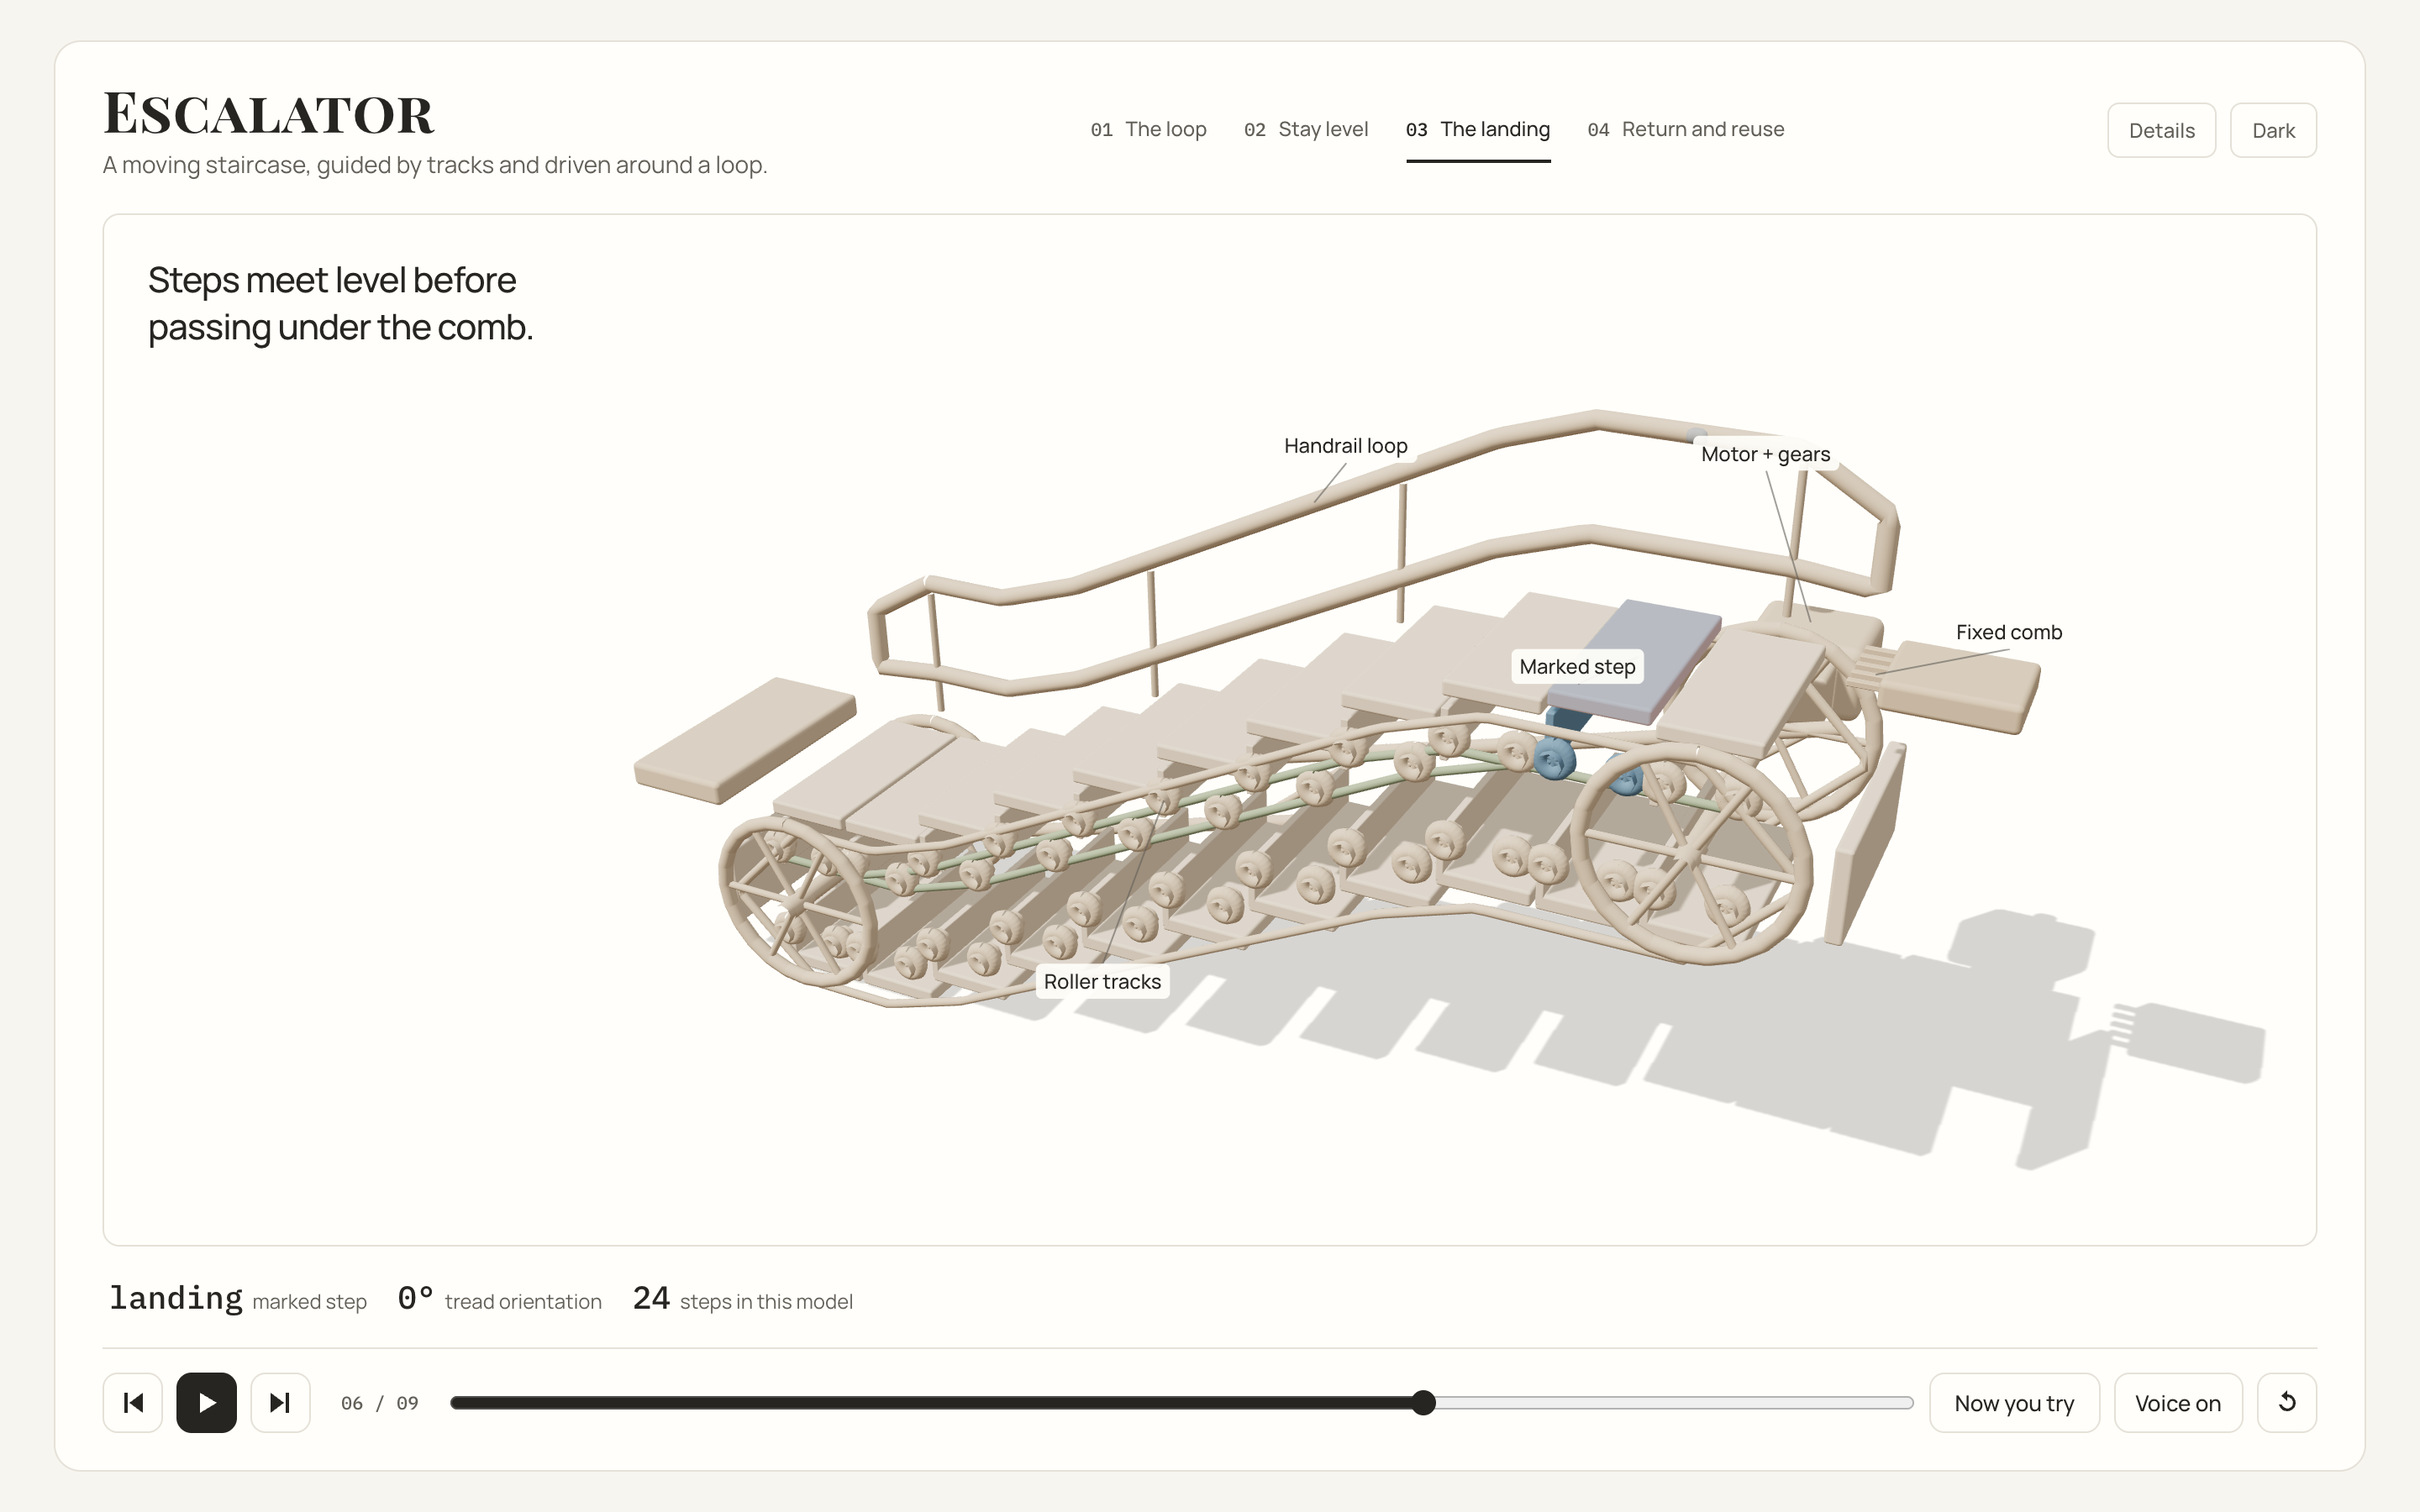 ESCALATOR
A moving staircase, guided by tracks and driven around a loop.
01 The loop
02 Stay level
03 The landing
04 Return and reuse
Details
Dark
Steps meet level before
passing under the comb.
Handrail loop
Motor + gears
Fixed comb
Marked step
Roller tracks
landing marked step
0° tread orientation
24 steps in this model
06 / 09
Now you try
Voice on